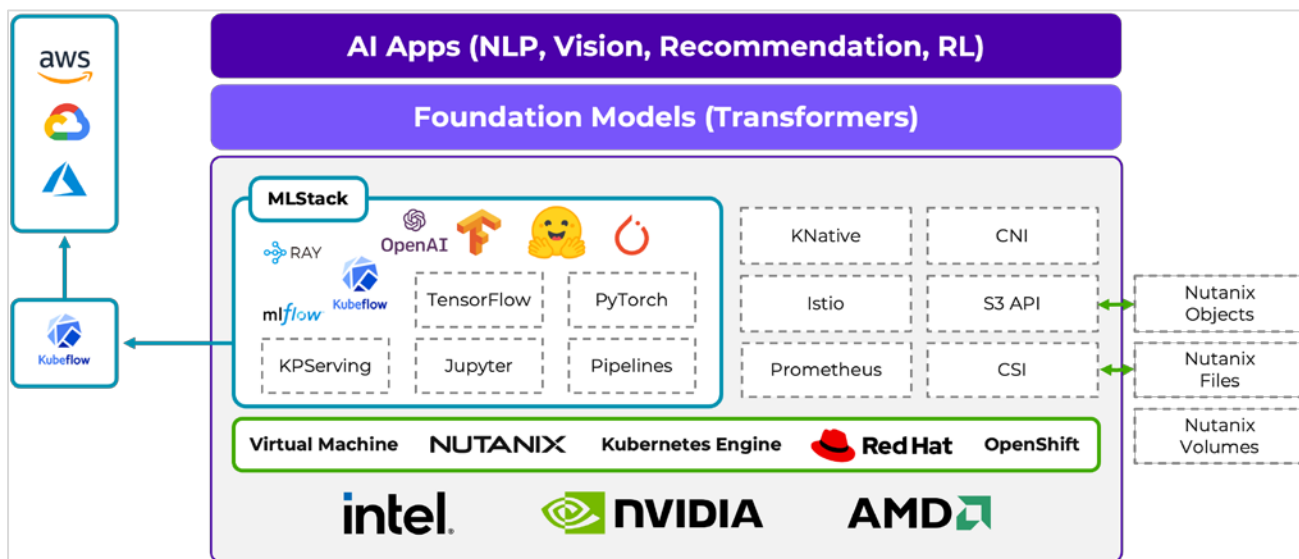 aws
AI Apps (NLP, Vision, Recommendation, RL)
Foundation Models (Transformers)
MLStack
RAY
OpenAI
Kubeflow
mlflow
TensorFlow
PyTorch
KPServing
Jupyter
Pipelines
KNative
CNI
Istio
S3 API
Prometheus
CSI
Nutanix
Objects
Nutanix
Files
Nutanix
Volumes
Kubeflow
Virtual Machine
NUTANIX
Kubernetes Engine
Red Hat
OpenShift
intel.
NVIDIA
AMD